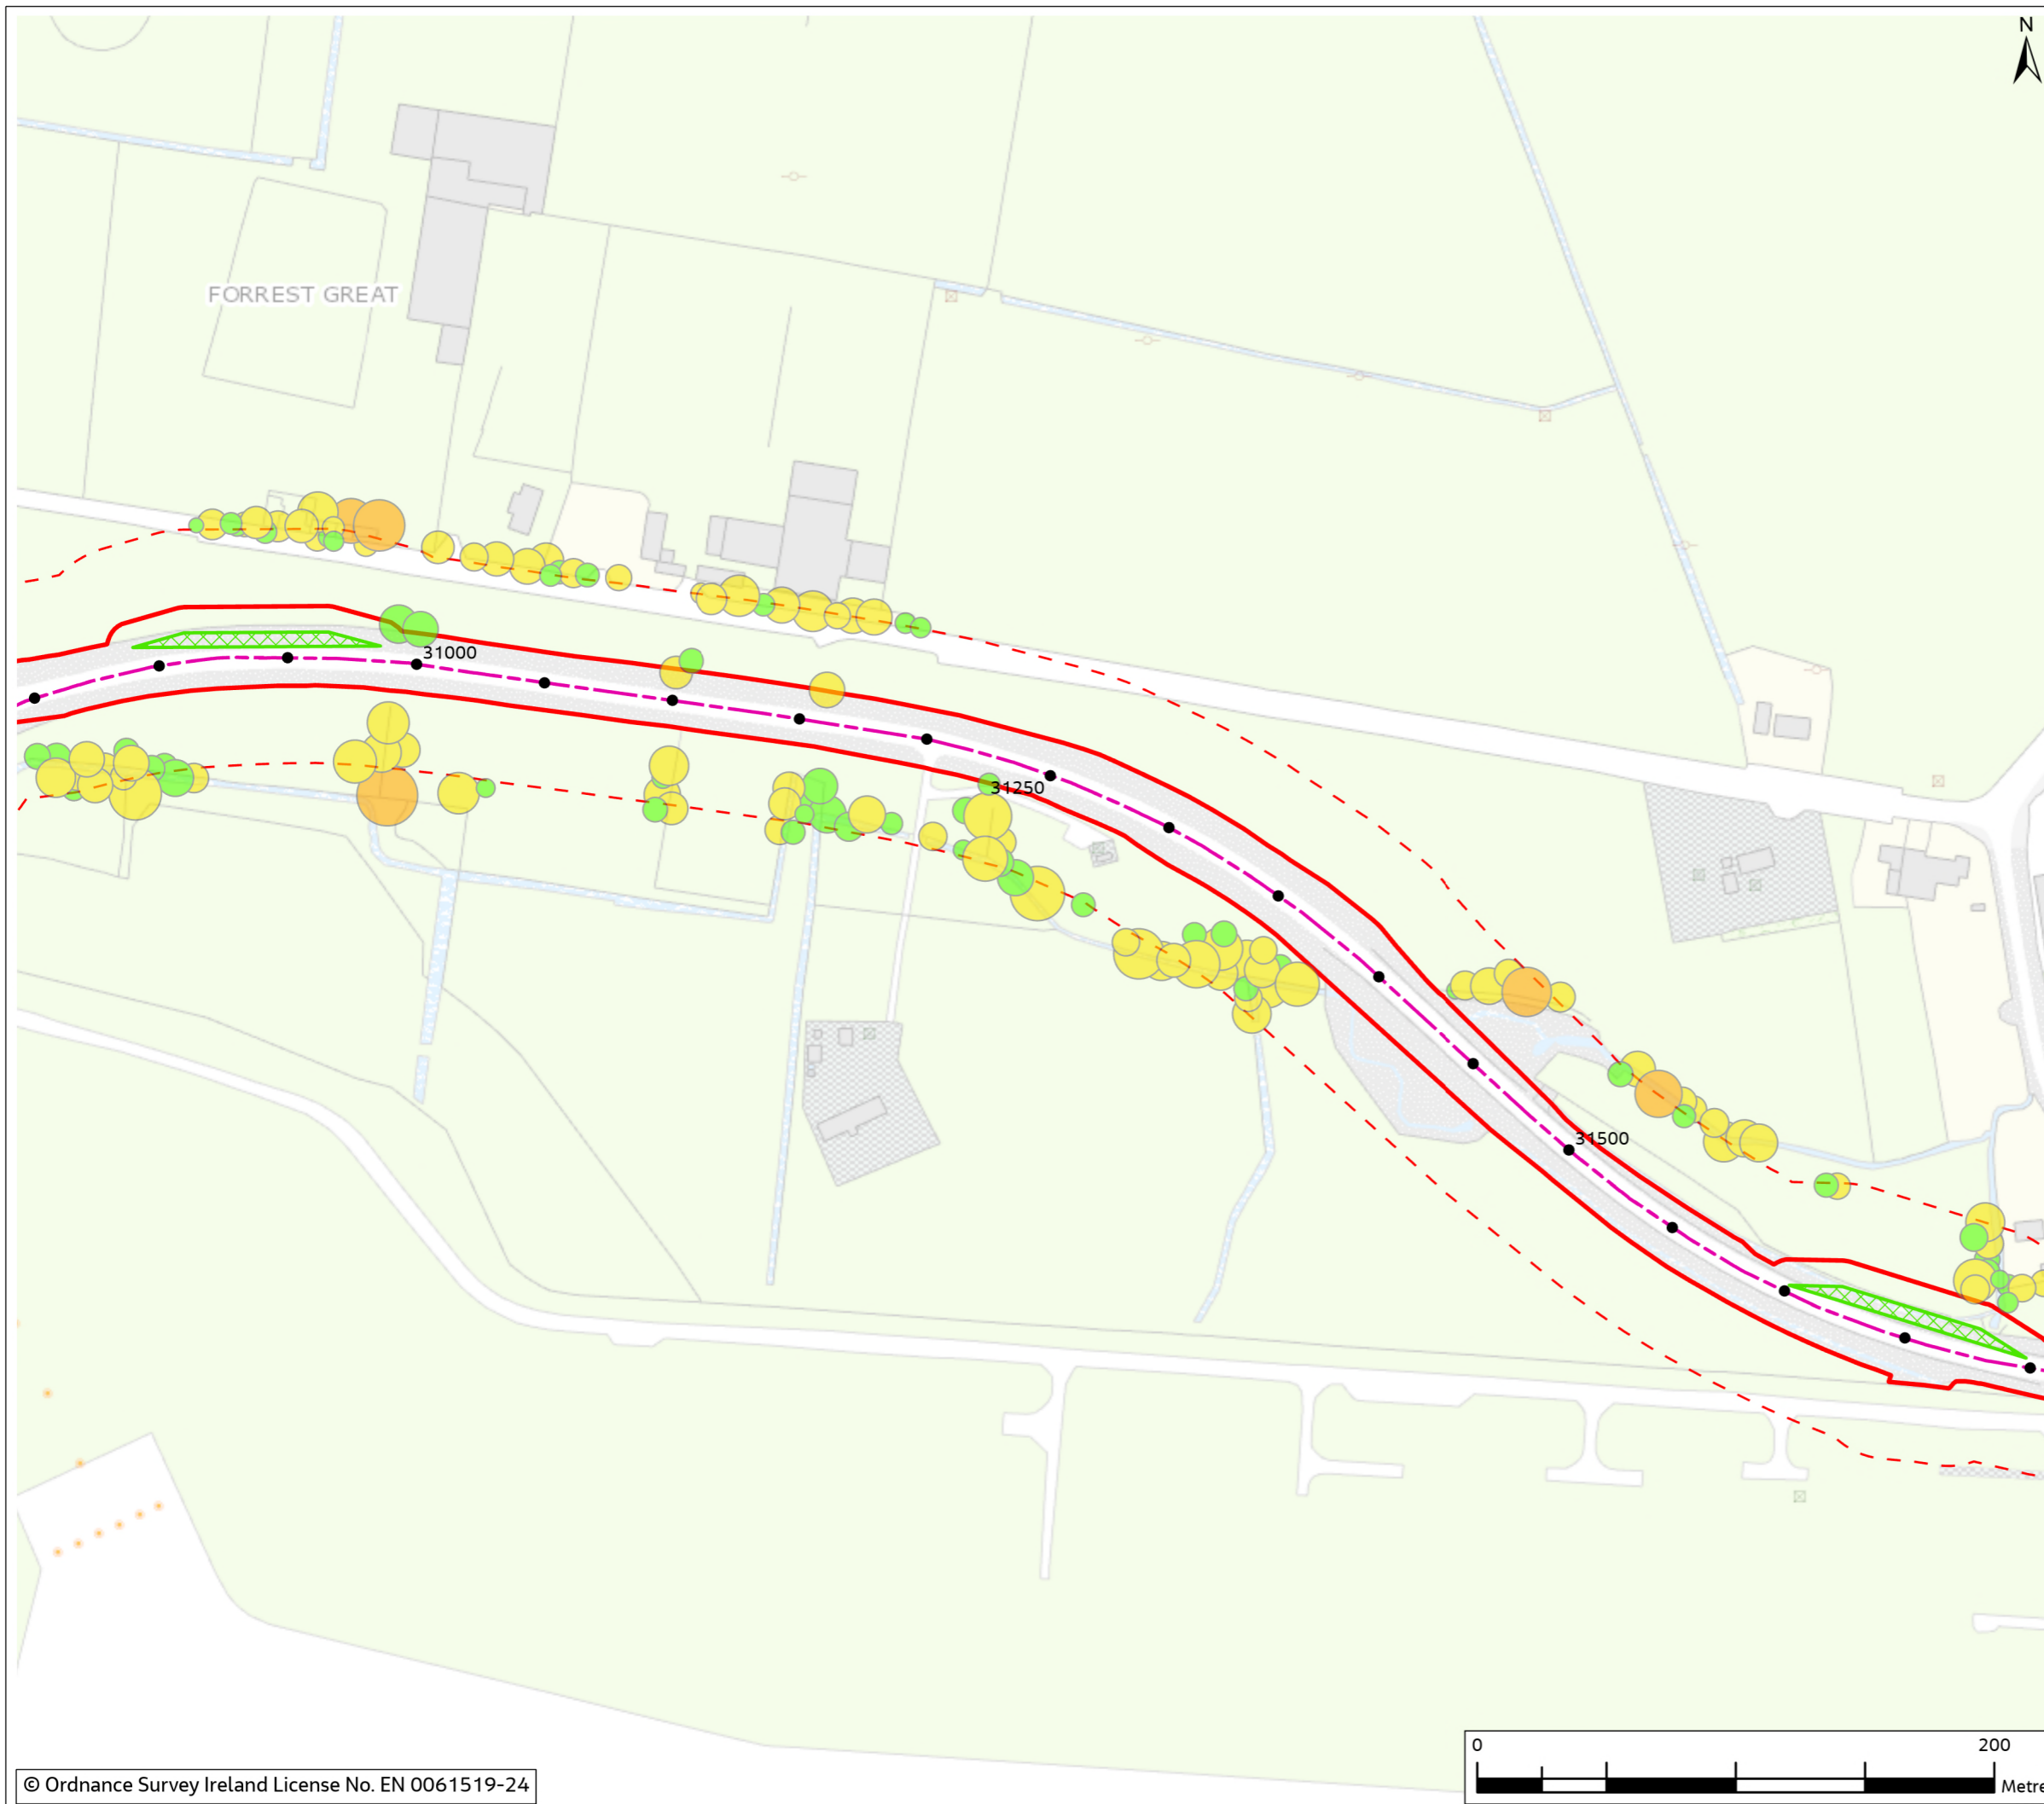 N
FORREST GREAT
31000
31250
31500
0 200
Metre
© Ordnance Survey Ireland License No. EN 0061519-24